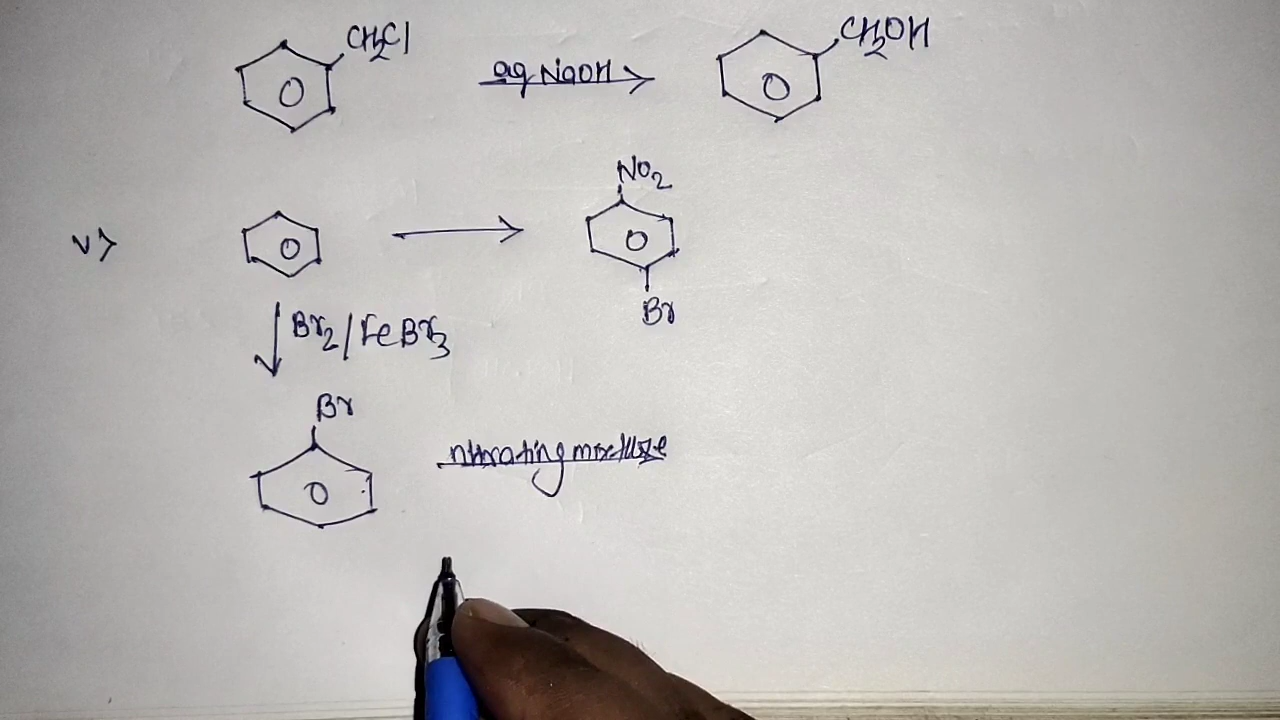 CH2Cl
aq NaOH
CH2OH
NO2
v>
Br
Br2/FeBr3
Br
nitrating mixture